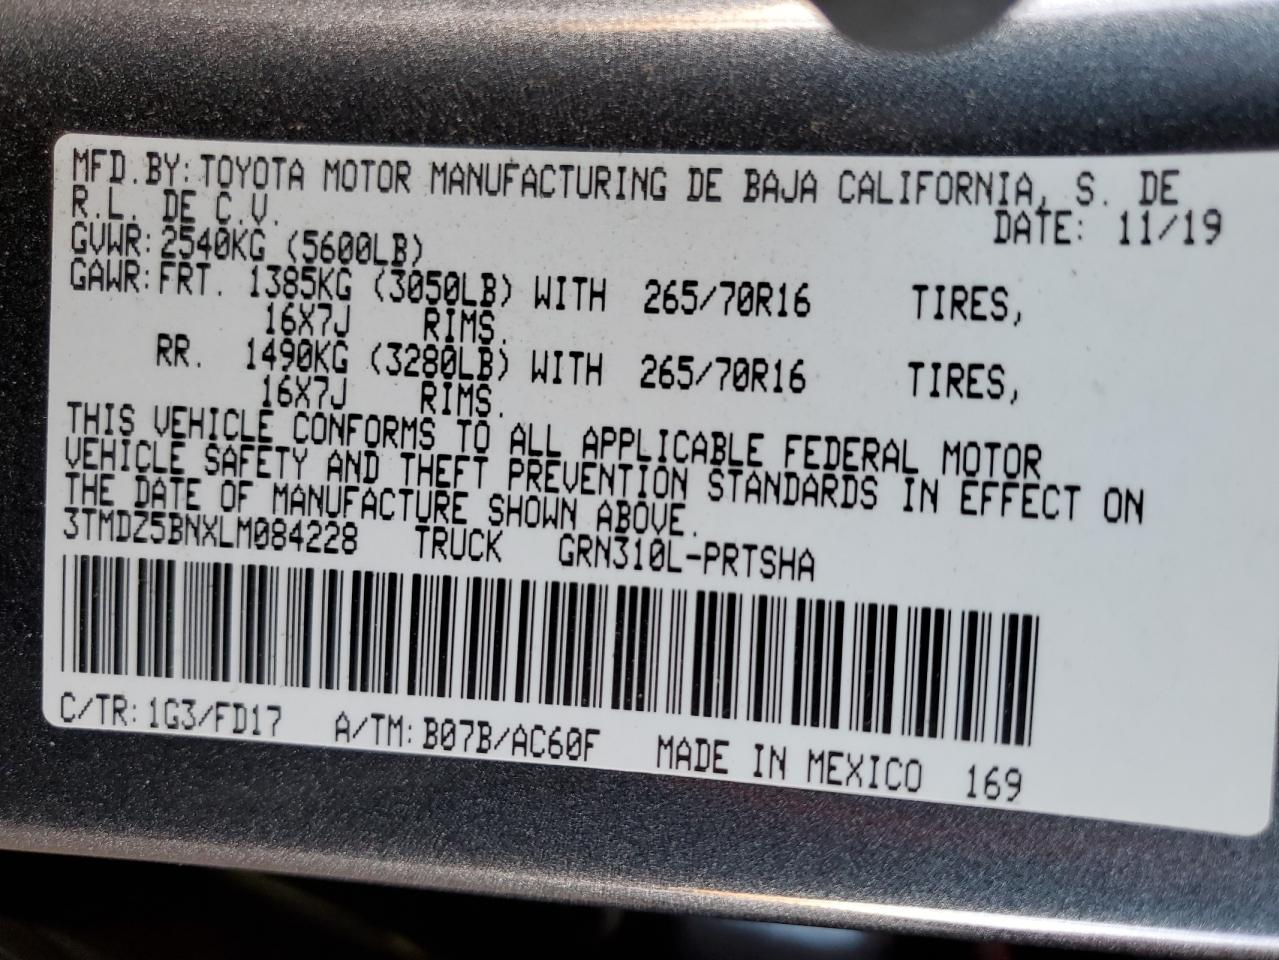 MFD.BY: TOYOTA MOTOR MANUFACTURING DE BAJA CALIFORNIA, S. DE
R.L. DE C.V. DATE: 11/19
GVWR: 2540KG (5600LB)
GAWR: FRT. 1385KG (3050LB) WITH 265/70R16 TIRES,
16X7J RIMS.
RR. 1490KG (3280LB) WITH 265/70R16 TIRES,
16X7J RIMS.
THIS VEHICLE CONFORMS TO ALL APPLICABLE FEDERAL MOTOR
VEHICLE SAFETY AND THEFT PREVENTION STANDARDS IN EFFECT ON
THE DATE OF MANUFACTURE SHOWN ABOVE.
3TMDZ5BNXLM084228 TRUCK GRN310L-PRTSHA
C/TR: 1G3/FD17 A/TM: B07B/AC60F MADE IN MEXICO 169